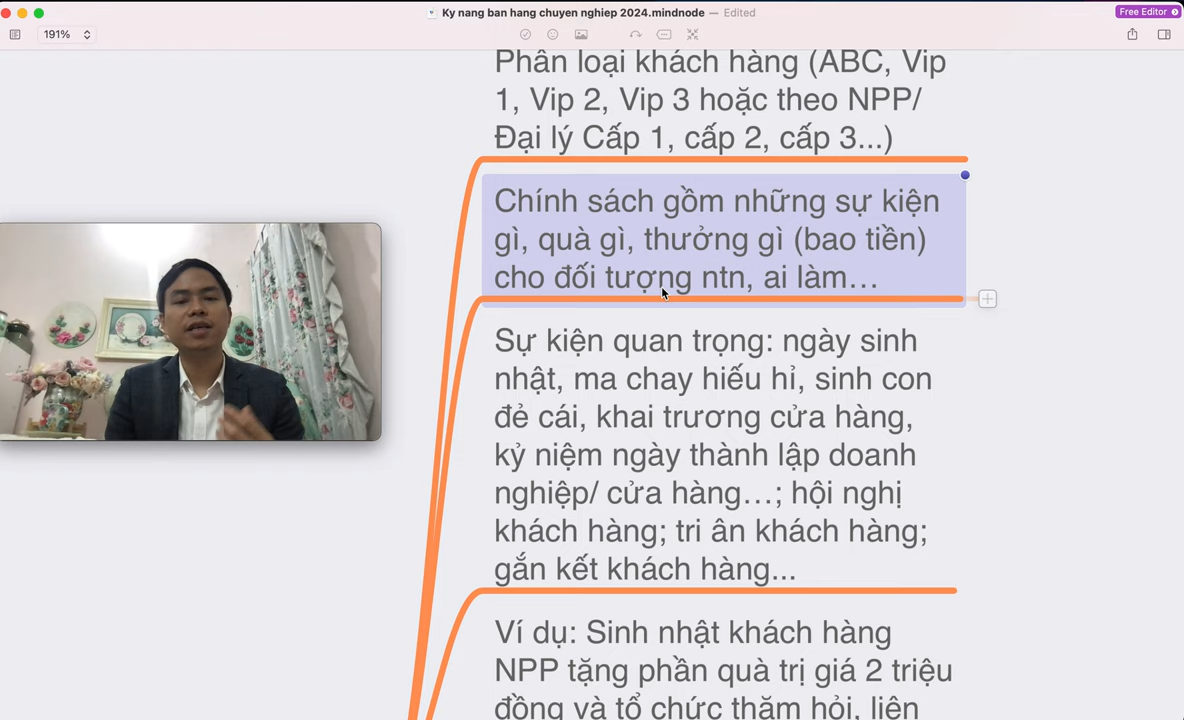 Ky nang ban hang chuyen nghiep 2024.mindnode — Edited
Free Editor
191%
Phân loại khách hàng (ABC, Vip
1, Vip 2, Vip 3 hoặc theo NPP/
Đại lý Cấp 1, cấp 2, cấp 3...)
Chính sách gồm những sự kiện
gì, quà gì, thưởng gì (bao tiền)
cho đối tượng ntn, ai làm…
Sự kiện quan trọng: ngày sinh
nhật, ma chay hiếu hỉ, sinh con
đẻ cái, khai trương cửa hàng,
kỷ niệm ngày thành lập doanh
nghiệp/ cửa hàng…; hội nghị
khách hàng; tri ân khách hàng;
gắn kết khách hàng...
Ví dụ: Sinh nhật khách hàng
NPP tặng phần quà trị giá 2 triệu
đồng và tổ chức thăm hỏi, liên